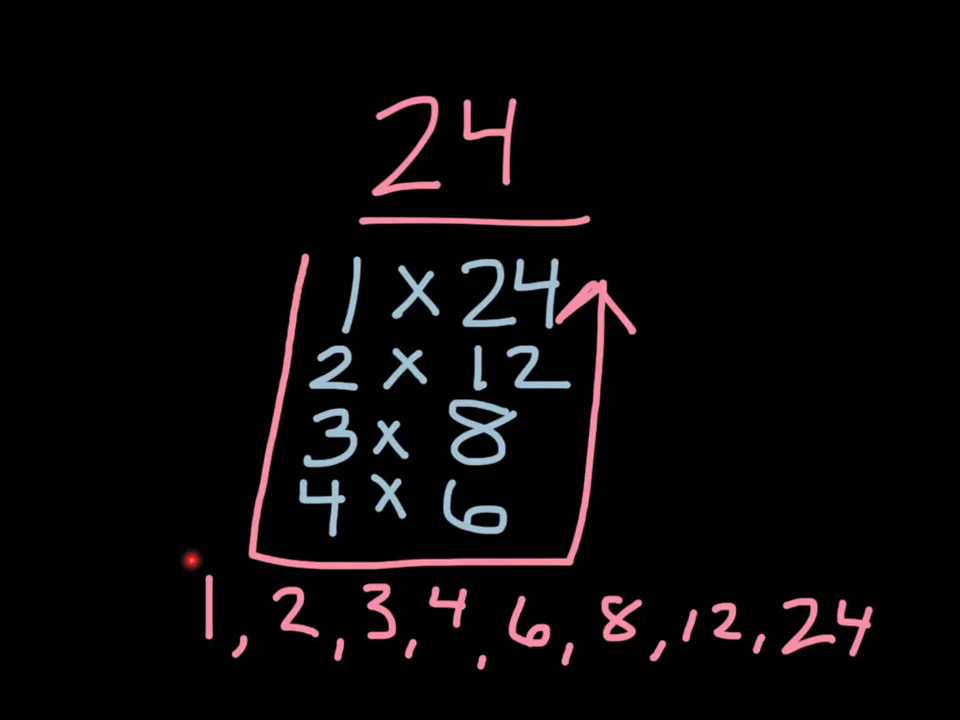 24
1 x 24
2 x 12
3 x 8
4 x 6
1, 2, 3, 4, 6, 8, 12, 24